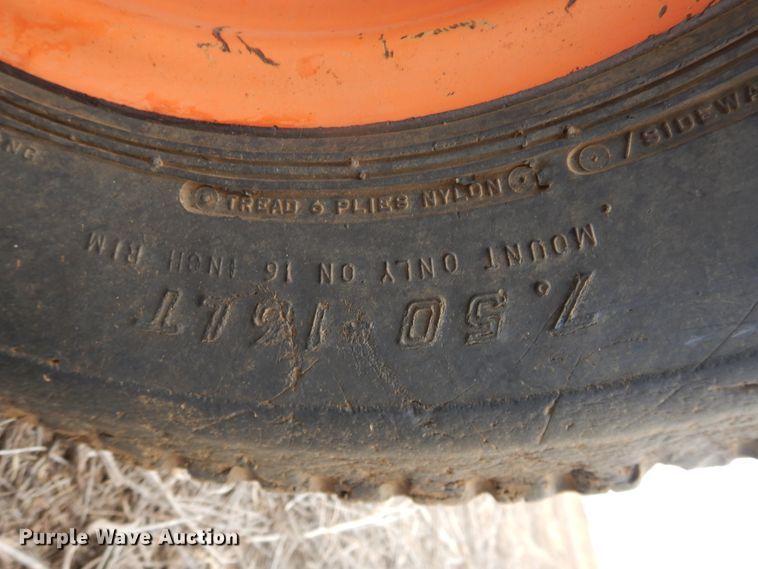 TREAD 6 PLIES NYLON
/SIDEWA
MOUNT ONLY ON 16 INCH RIM
7.50-16LT
Purple Wave Auction